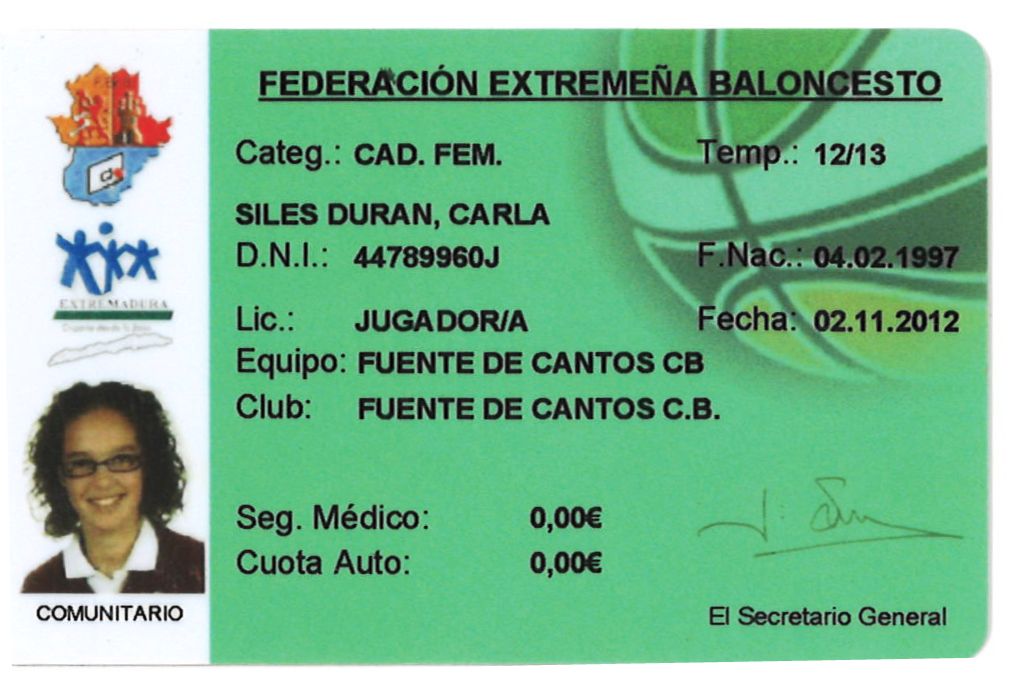 FEDERACIÓN EXTREMEÑA BALONCESTO
Categ.: CAD. FEM. Temp.: 12/13
SILES DURAN, CARLA
D.N.I.: 44789960J F.Nac.: 04.02.1997
Lic.: JUGADOR/A Fecha: 02.11.2012
Equipo: FUENTE DE CANTOS CB
Club: FUENTE DE CANTOS C.B.
Seg. Médico: 0,00€
Cuota Auto: 0,00€
El Secretario General
EXTREMADURA
COMUNITARIO